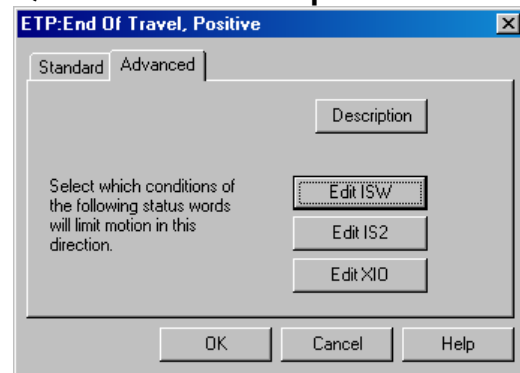 ETP:End Of Travel, Positive
Standard Advanced
Description
Select which conditions of
the following status words
will limit motion in this
direction.
Edit ISW
Edit IS2
Edit XIO
OK Cancel Help